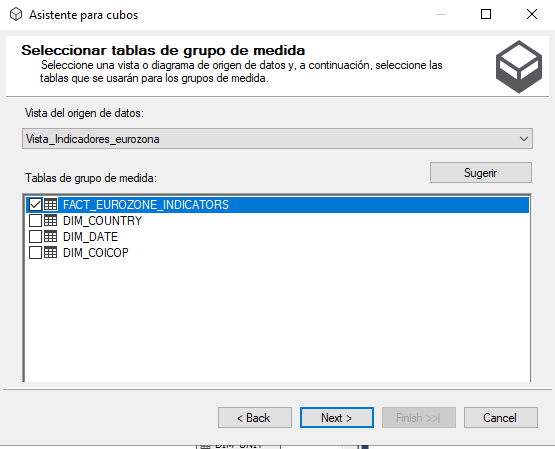 Asistente para cubos
Seleccionar tablas de grupo de medida
Seleccione una vista o diagrama de origen de datos y, a continuación, seleccione las
tablas que se usarán para los grupos de medida.
Vista del origen de datos:
Vista_Indicadores_eurozona
Sugerir
Tablas de grupo de medida:
FACT_EUROZONE_INDICATORS
DIM_COUNTRY
DIM_DATE
DIM_COICOP
< Back
Next >
Finish >>|
Cancel
DIM_UNIT